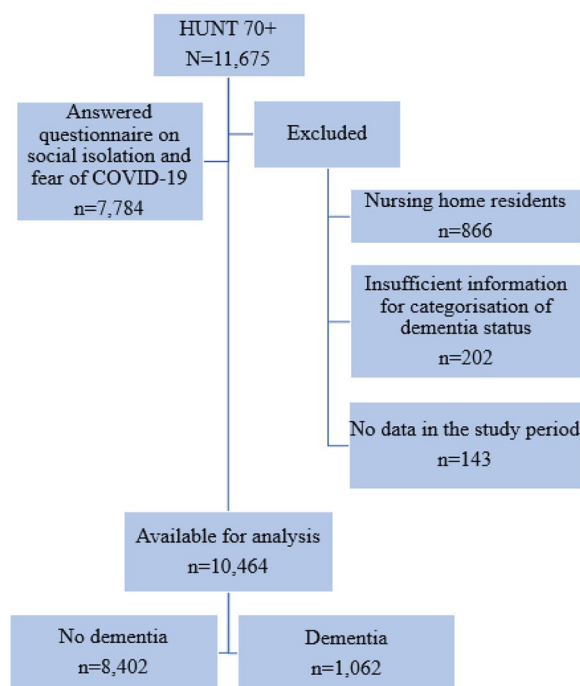 HUNT 70+
N=11,675
Answered
questionnaire on
social isolation and
fear of COVID-19
n=7,784
Excluded
Nursing home residents
n=866
Insufficient information
for categorisation of
dementia status
n=202
No data in the study period
n=143
Available for analysis
n=10,464
No dementia
n=8,402
Dementia
n=1,062